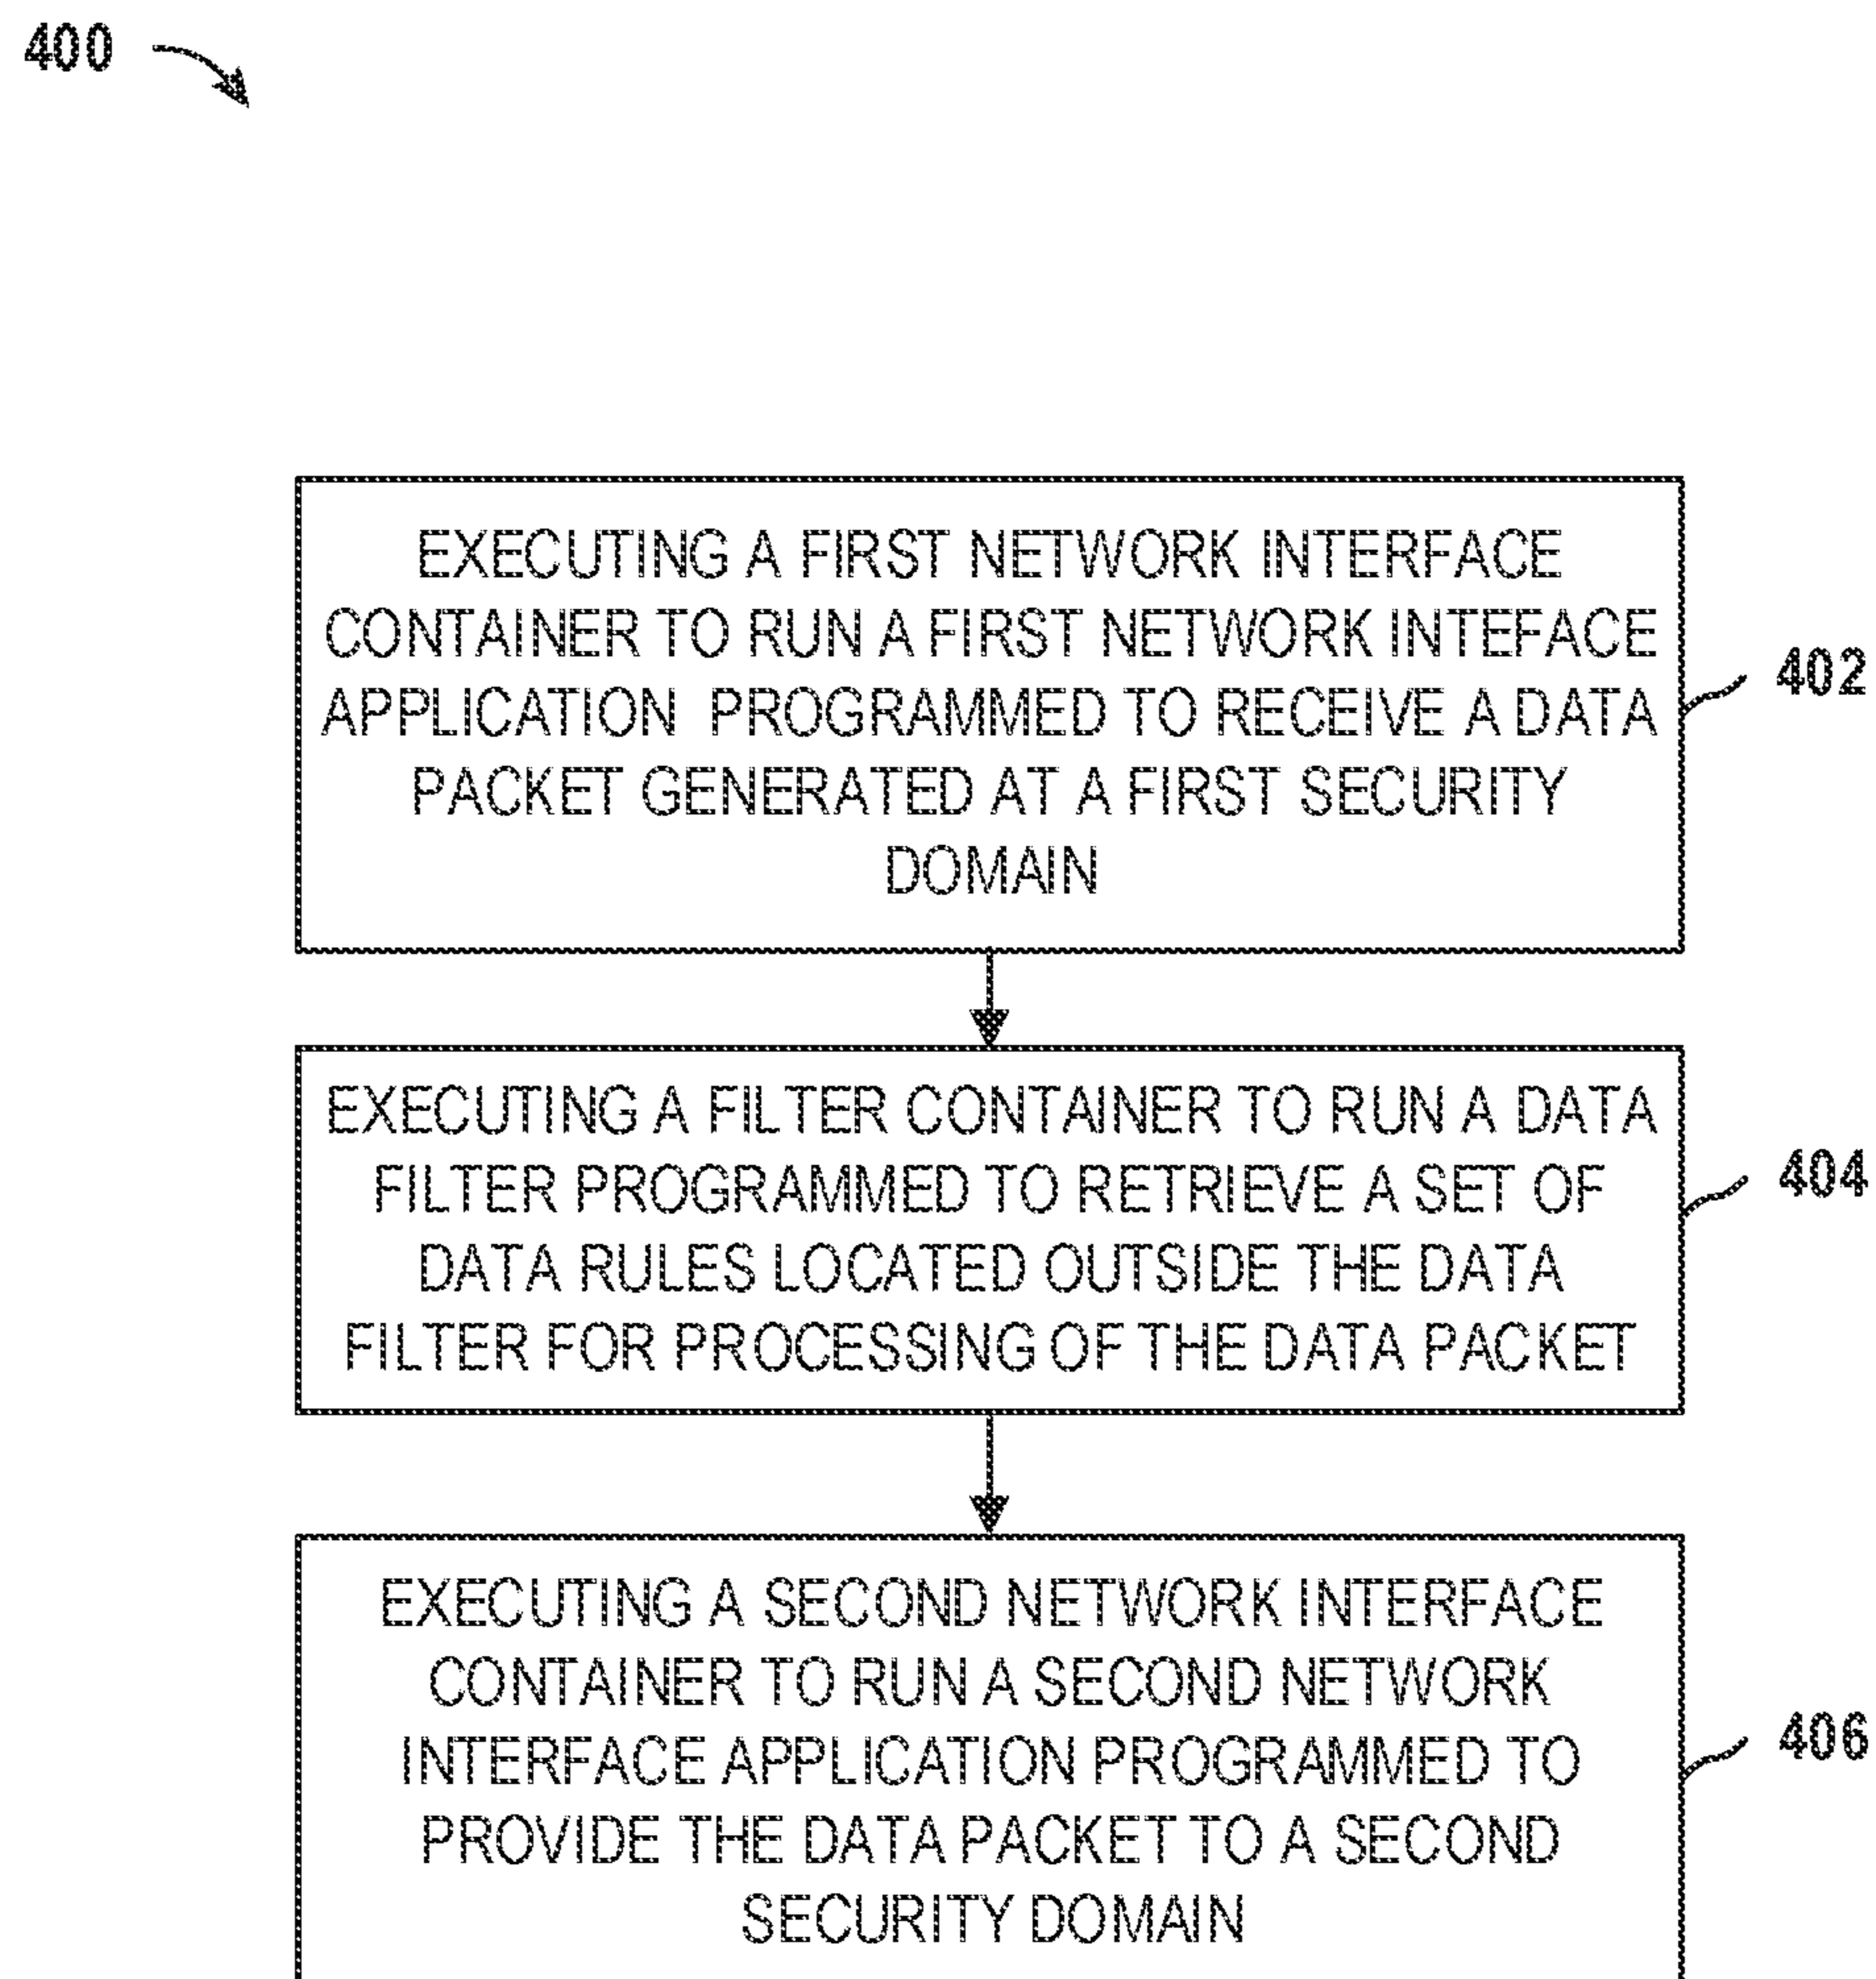 400
EXECUTING A FIRST NETWORK INTERFACE
CONTAINER TO RUN A FIRST NETWORK INTEFACE
APPLICATION PROGRAMMED TO RECEIVE A DATA
PACKET GENERATED AT A FIRST SECURITY
DOMAIN
402
EXECUTING A FILTER CONTAINER TO RUN A DATA
FILTER PROGRAMMED TO RETRIEVE A SET OF
DATA RULES LOCATED OUTSIDE THE DATA
FILTER FOR PROCESSING OF THE DATA PACKET
404
EXECUTING A SECOND NETWORK INTERFACE
CONTAINER TO RUN A SECOND NETWORK
INTERFACE APPLICATION PROGRAMMED TO
PROVIDE THE DATA PACKET TO A SECOND
SECURITY DOMAIN
406